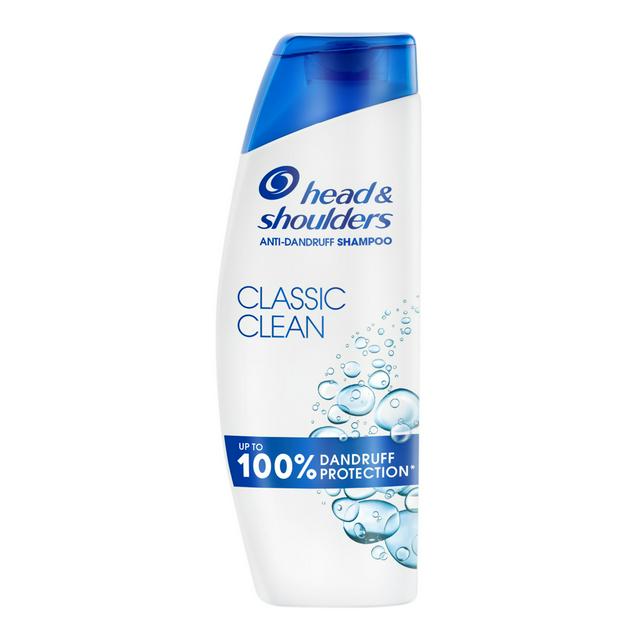 head &
shoulders
ANTI-DANDRUFF SHAMPOO
CLASSIC
CLEAN
UP TO
100% DANDRUFF
PROTECTION*